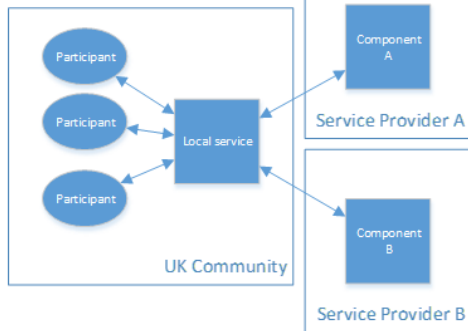 Participant
Participant
Participant
Local service
UK Community
Component
A
Service Provider A
Component
B
Service Provider B